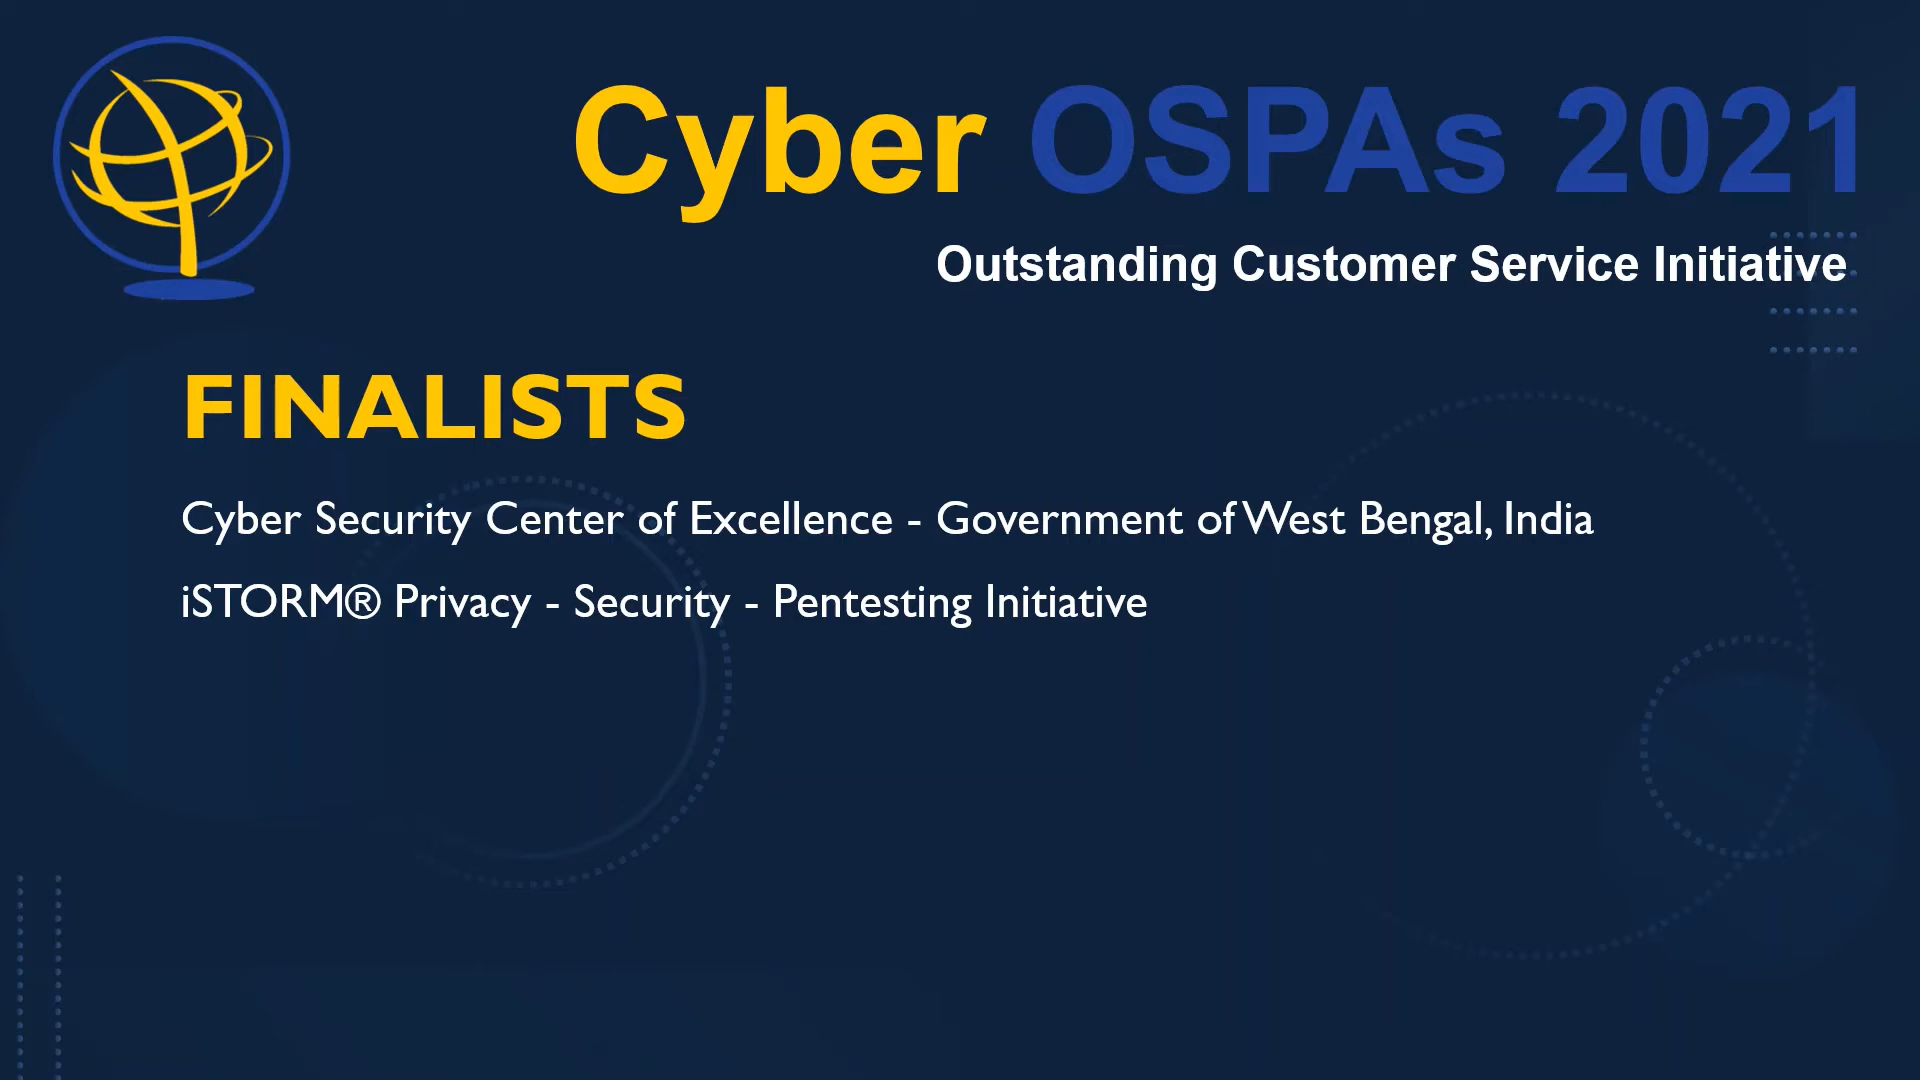 Cyber OSPAs 2021
Outstanding Customer Service Initiative
FINALISTS
Cyber Security Center of Excellence - Government of West Bengal, India
iSTORM® Privacy - Security - Pentesting Initiative